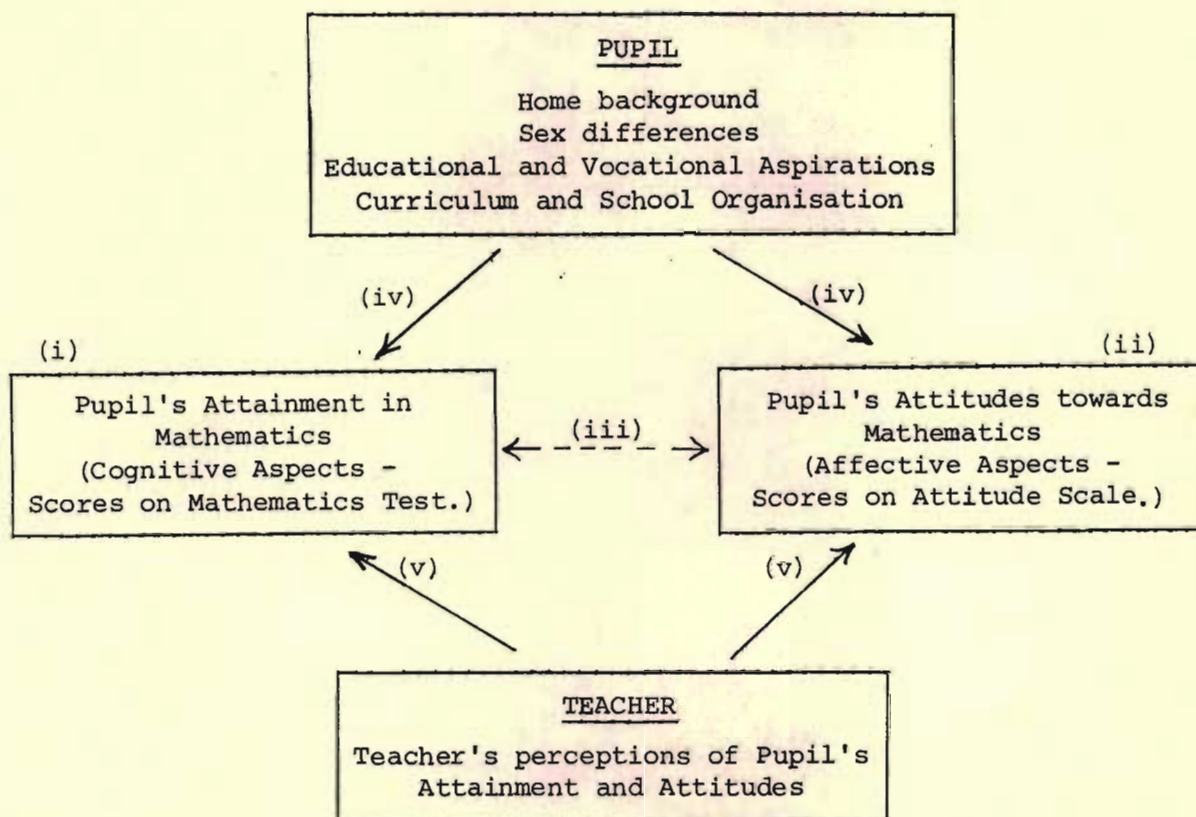 PUPIL
Home background
Sex differences
Educational and Vocational Aspirations
Curriculum and School Organisation
(iv)
(iv)
(i)
(ii)
Pupil's Attainment in
Mathematics
(Cognitive Aspects -
Scores on Mathematics Test.)
(iii)
Pupil's Attitudes towards
Mathematics
(Affective Aspects -
Scores on Attitude Scale.)
(v)
(v)
TEACHER
Teacher's perceptions of Pupil's
Attainment and Attitudes